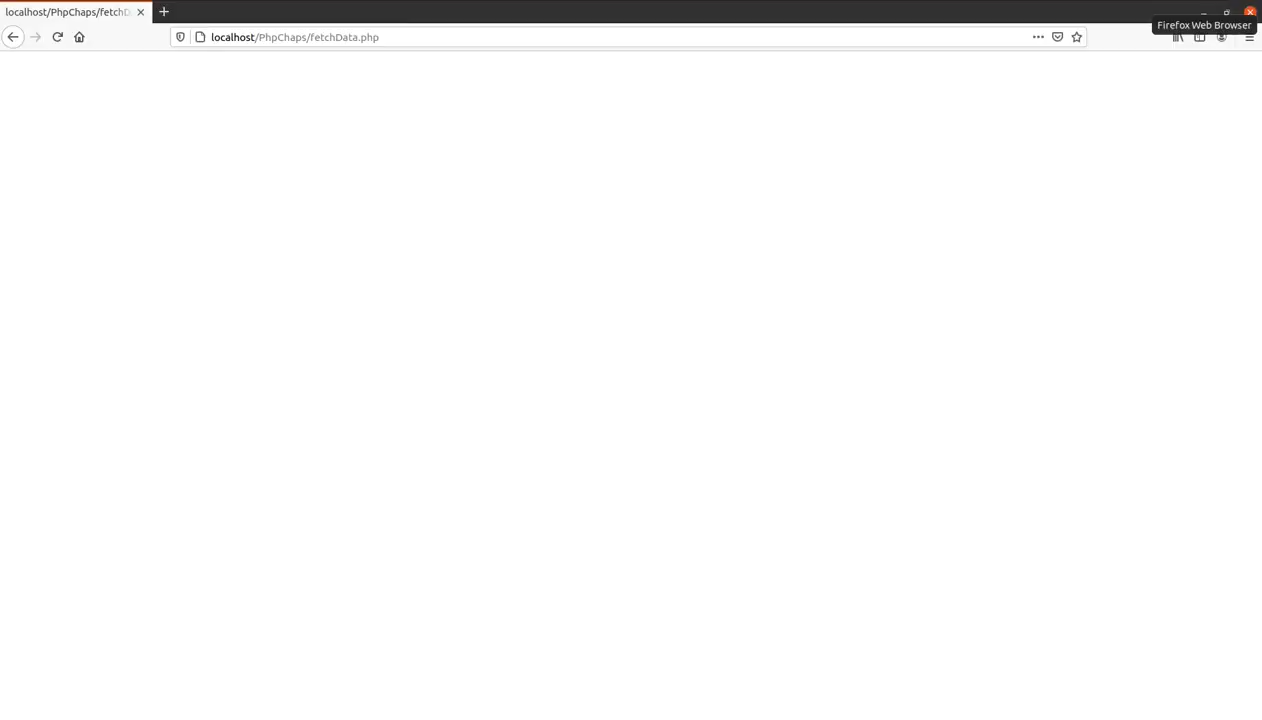 localhost/PhpChaps/fetchD
localhost/PhpChaps/fetchData.php
Firefox Web Browser